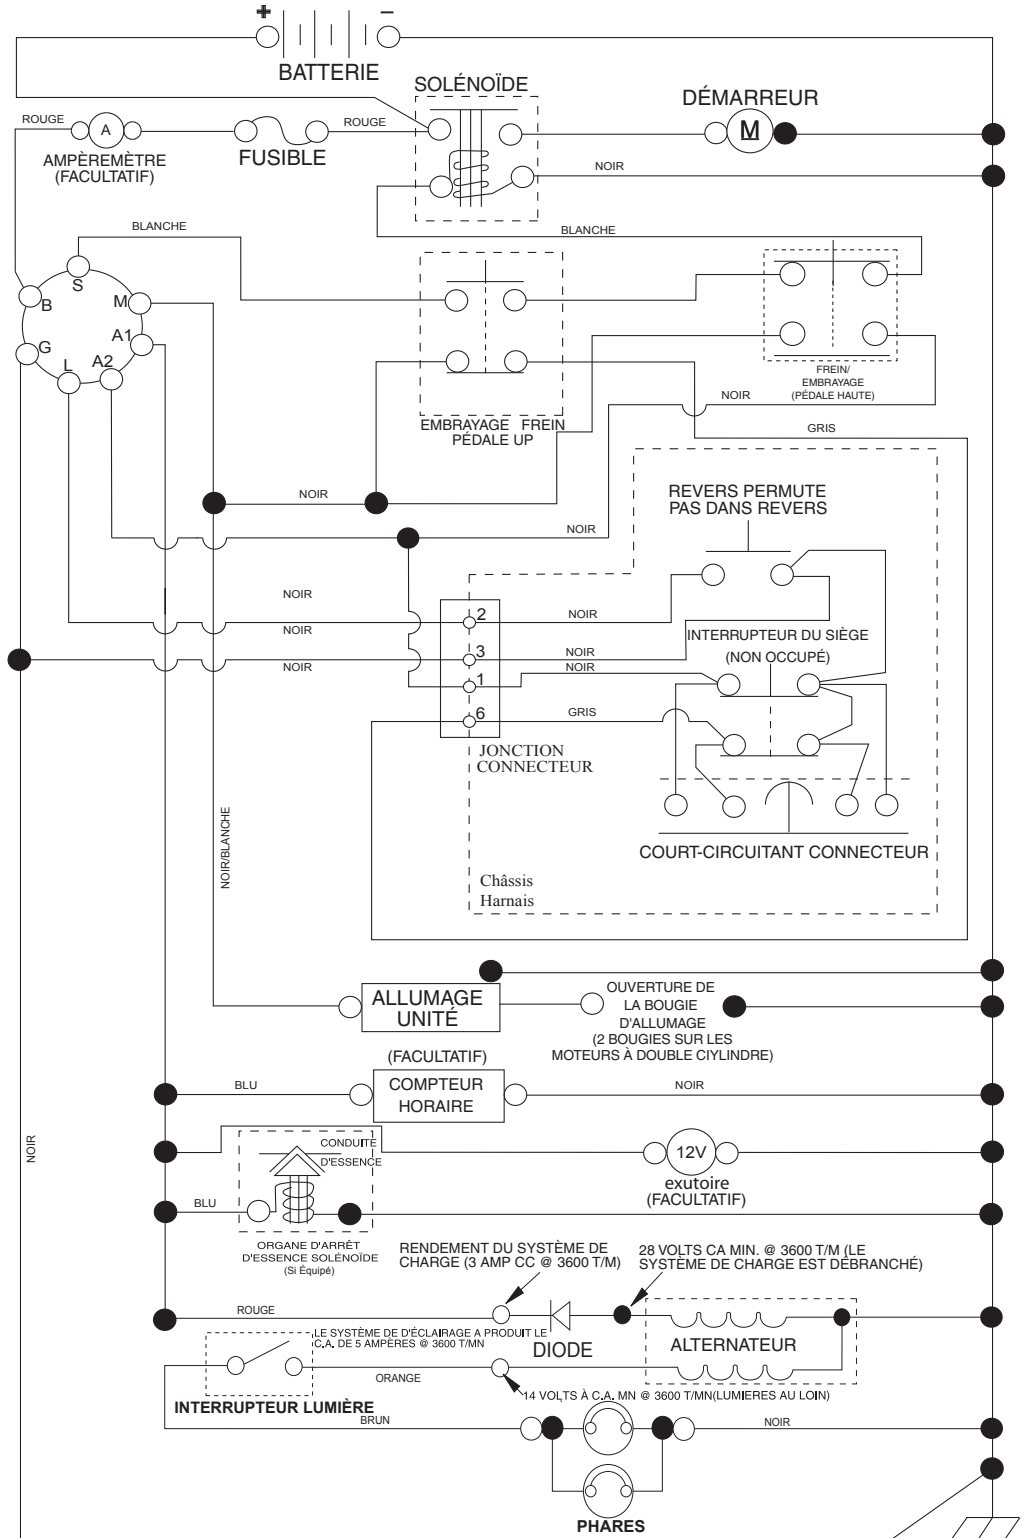 + −
BATTERIE
SOLÉNOÏDE
DÉMARREUR
ROUGE
A
ROUGE
M
AMPÈREMÈTRE
(FACULTATIF)
FUSIBLE
NOIR
BLANCHE
BLANCHE
S
B
M
A1
G
A2
L
FREIN/
EMBRAYAGE
(PÉDALE HAUTE)
NOIR
EMBRAYAGE FREIN
PÉDALE UP
GRIS
NOIR
REVERS PERMUTE
PAS DANS REVERS
NOIR
NOIR
NOIR
2
NOIR
INTERRUPTEUR DU SIÈGE
(NON OCCUPÉ)
NOIR
3
NOIR
NOIR
1
6
GRIS
JONCTION
CONNECTEUR
NOIR/BLANCHE
COURT-CIRCUITANT CONNECTEUR
Châssis
Harnais
ALLUMAGE
UNITÉ
OUVERTURE DE
LA BOUGIE
D'ALLUMAGE
(2 BOUGIES SUR LES
MOTEURS À DOUBLE CIYLINDRE)
(FACULTATIF)
BLU
COMPTEUR
HORAIRE
NOIR
NOIR
CONDUITE
D'ESSENCE
12V
exutoire
(FACULTATIF)
BLU
ORGANE D'ARRÊT
D'ESSENCE SOLÉNOÏDE
(Si Équipé)
RENDEMENT DU SYSTÈME DE
CHARGE (3 AMP CC @ 3600 T/M)
28 VOLTS CA MIN. @ 3600 T/M (LE
SYSTÈME DE CHARGE EST DÉBRANCHÉ)
ROUGE
LE SYSTÈME DE D'ÉCLAIRAGE A PRODUIT LE
C.A. DE 5 AMPÈRES @ 3600 T/MN
DIODE
ALTERNATEUR
ORANGE
14 VOLTS À C.A. MN @ 3600 T/MN(LUMIERES AU LOIN)
INTERRUPTEUR LUMIÈRE
BRUN
NOIR
PHARES